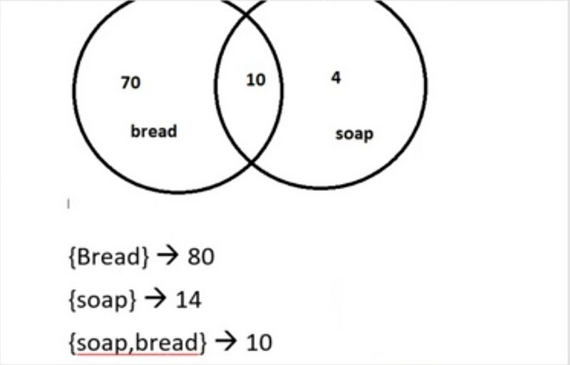 70 10 4
bread soap
{Bread} → 80
{soap} → 14
{soap,bread} → 10